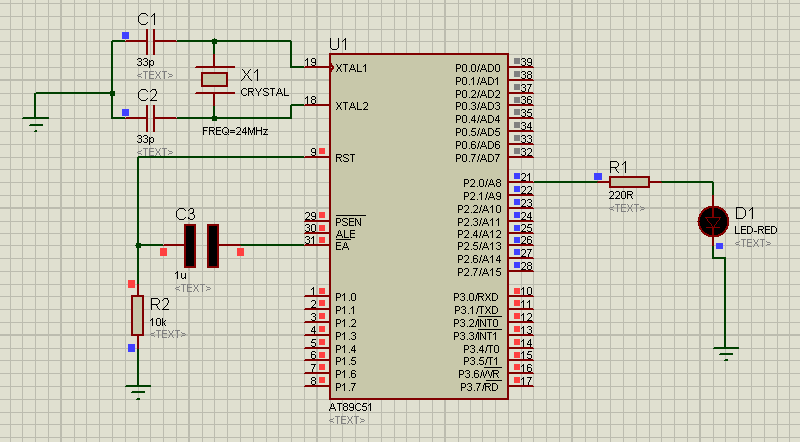 C1
33p
<TEXT>
C2
33p
<TEXT>
X1
CRYSTAL
FREQ=24MHz
U1
19 XTAL1
18 XTAL2
9 RST
29 PSEN
30 ALE
31 EA
1 P1.0
2 P1.1
3 P1.2
4 P1.3
5 P1.4
6 P1.5
7 P1.6
8 P1.7
P0.0/AD0 39
P0.1/AD1 38
P0.2/AD2 37
P0.3/AD3 36
P0.4/AD4 35
P0.5/AD5 34
P0.6/AD6 33
P0.7/AD7 32
P2.0/A8 21
P2.1/A9 22
P2.2/A10 23
P2.3/A11 24
P2.4/A12 25
P2.5/A13 26
P2.6/A14 27
P2.7/A15 28
P3.0/RXD 10
P3.1/TXD 11
P3.2/INT0 12
P3.3/INT1 13
P3.4/T0 14
P3.5/T1 15
P3.6/WR 16
P3.7/RD 17
AT89C51
<TEXT>
C3
1u
<TEXT>
R2
10k
<TEXT>
R1
220R
<TEXT>
D1
LED-RED
<TEXT>